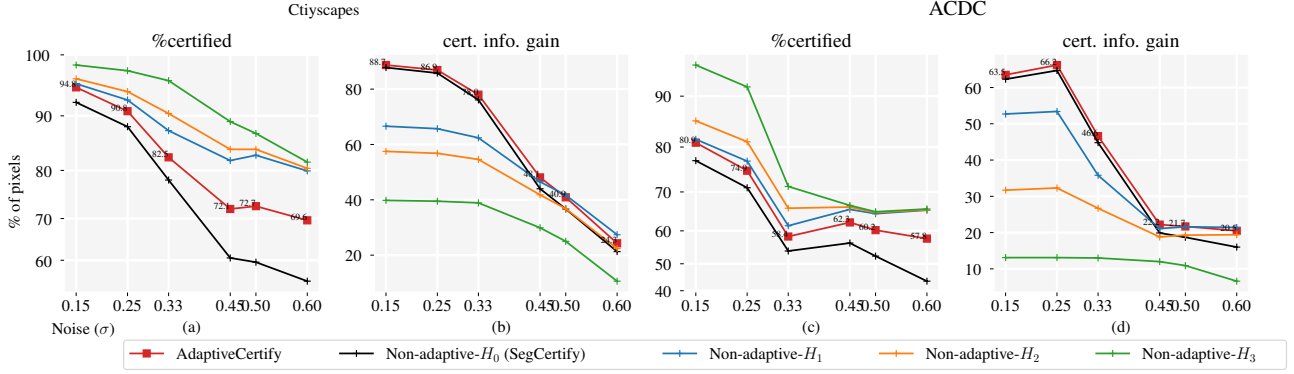 Ctiyscapes
ACDC
%certified
cert. info. gain
%certified
cert. info. gain
% of pixels
100
90
80
70
60
94.8
90.8
82.5
72.1
72.7
69.6
0.15 0.25 0.33 0.45 0.50 0.60
80
60
40
20
88.7
86.9
40.9
0.15 0.25 0.33 0.45 0.50 0.60
90
80
70
60
50
40
80.9
74.9
58.4
62.3
60.2
57.8
0.15 0.25 0.33 0.45 0.50 0.60
60
50
40
30
20
10
63.5
66.2
21.7
20.5
0.15 0.25 0.33 0.45 0.50 0.60
Noise (σ)
(a)
(b)
(c)
(d)
AdaptiveCertify
Non-adaptive-H₀ (SegCertify)
Non-adaptive-H₁
Non-adaptive-H₂
Non-adaptive-H₃